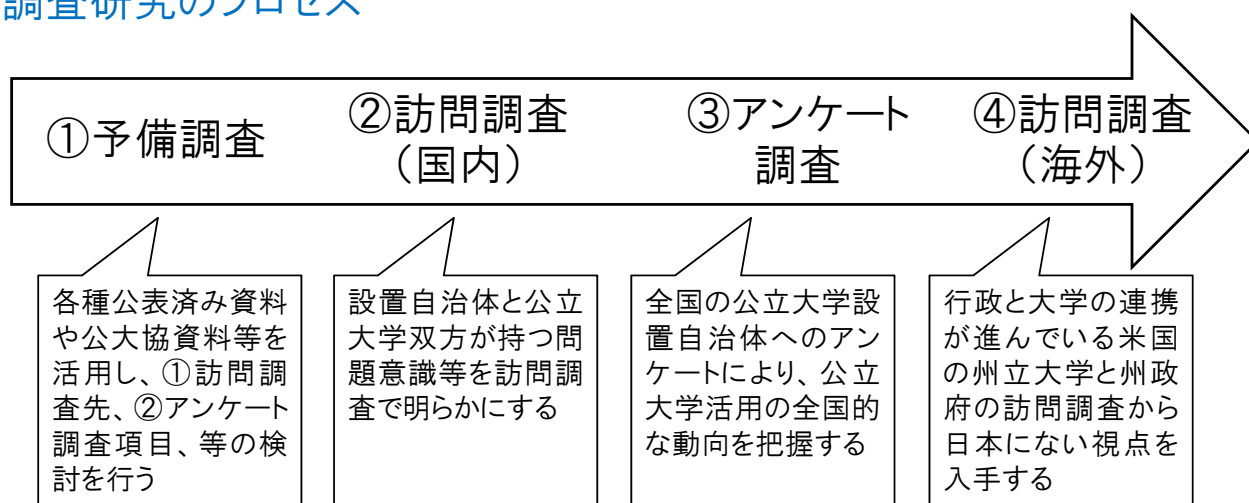 調査研究のプロセス
①予備調査
②訪問調査
（国内）
③アンケート
調査
④訪問調査
（海外）
各種公表済み資料
や公大協資料等を
活用し、①訪問調
査先、②アンケート
調査項目、等の検
討を行う
設置自治体と公立
大学双方が持つ問
題意識等を訪問調
査で明らかにする
全国の公立大学設
置自治体へのアン
ケートにより、公立
大学活用の全国的
な動向を把握する
行政と大学の連携
が進んでいる米国
の州立大学と州政
府の訪問調査から
日本にない視点を
入手する